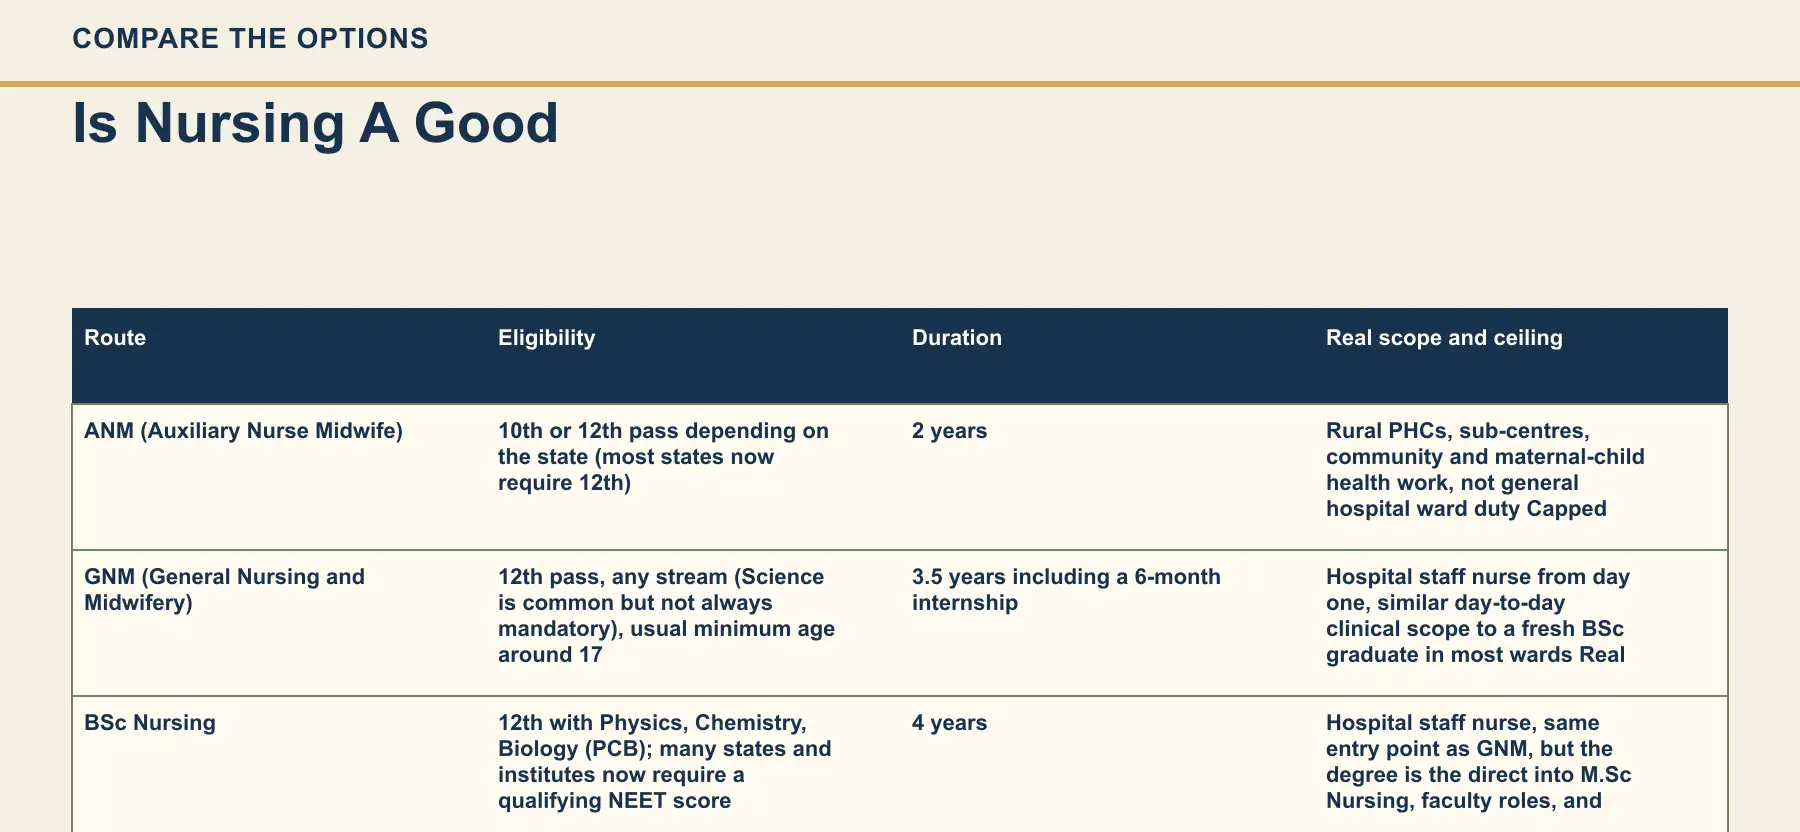 COMPARE THE OPTIONS
Is Nursing A Good
Route
Eligibility
Duration
Real scope and ceiling
ANM (Auxiliary Nurse Midwife)
10th or 12th pass depending on
the state (most states now
require 12th)
2 years
Rural PHCs, sub-centres,
community and maternal-child
health work, not general
hospital ward duty Capped
GNM (General Nursing and
Midwifery)
12th pass, any stream (Science
is common but not always
mandatory), usual minimum age
around 17
3.5 years including a 6-month
internship
Hospital staff nurse from day
one, similar day-to-day
clinical scope to a fresh BSc
graduate in most wards Real
BSc Nursing
12th with Physics, Chemistry,
Biology (PCB); many states and
institutes now require a
qualifying NEET score
4 years
Hospital staff nurse, same
entry point as GNM, but the
degree is the direct into M.Sc
Nursing, faculty roles, and